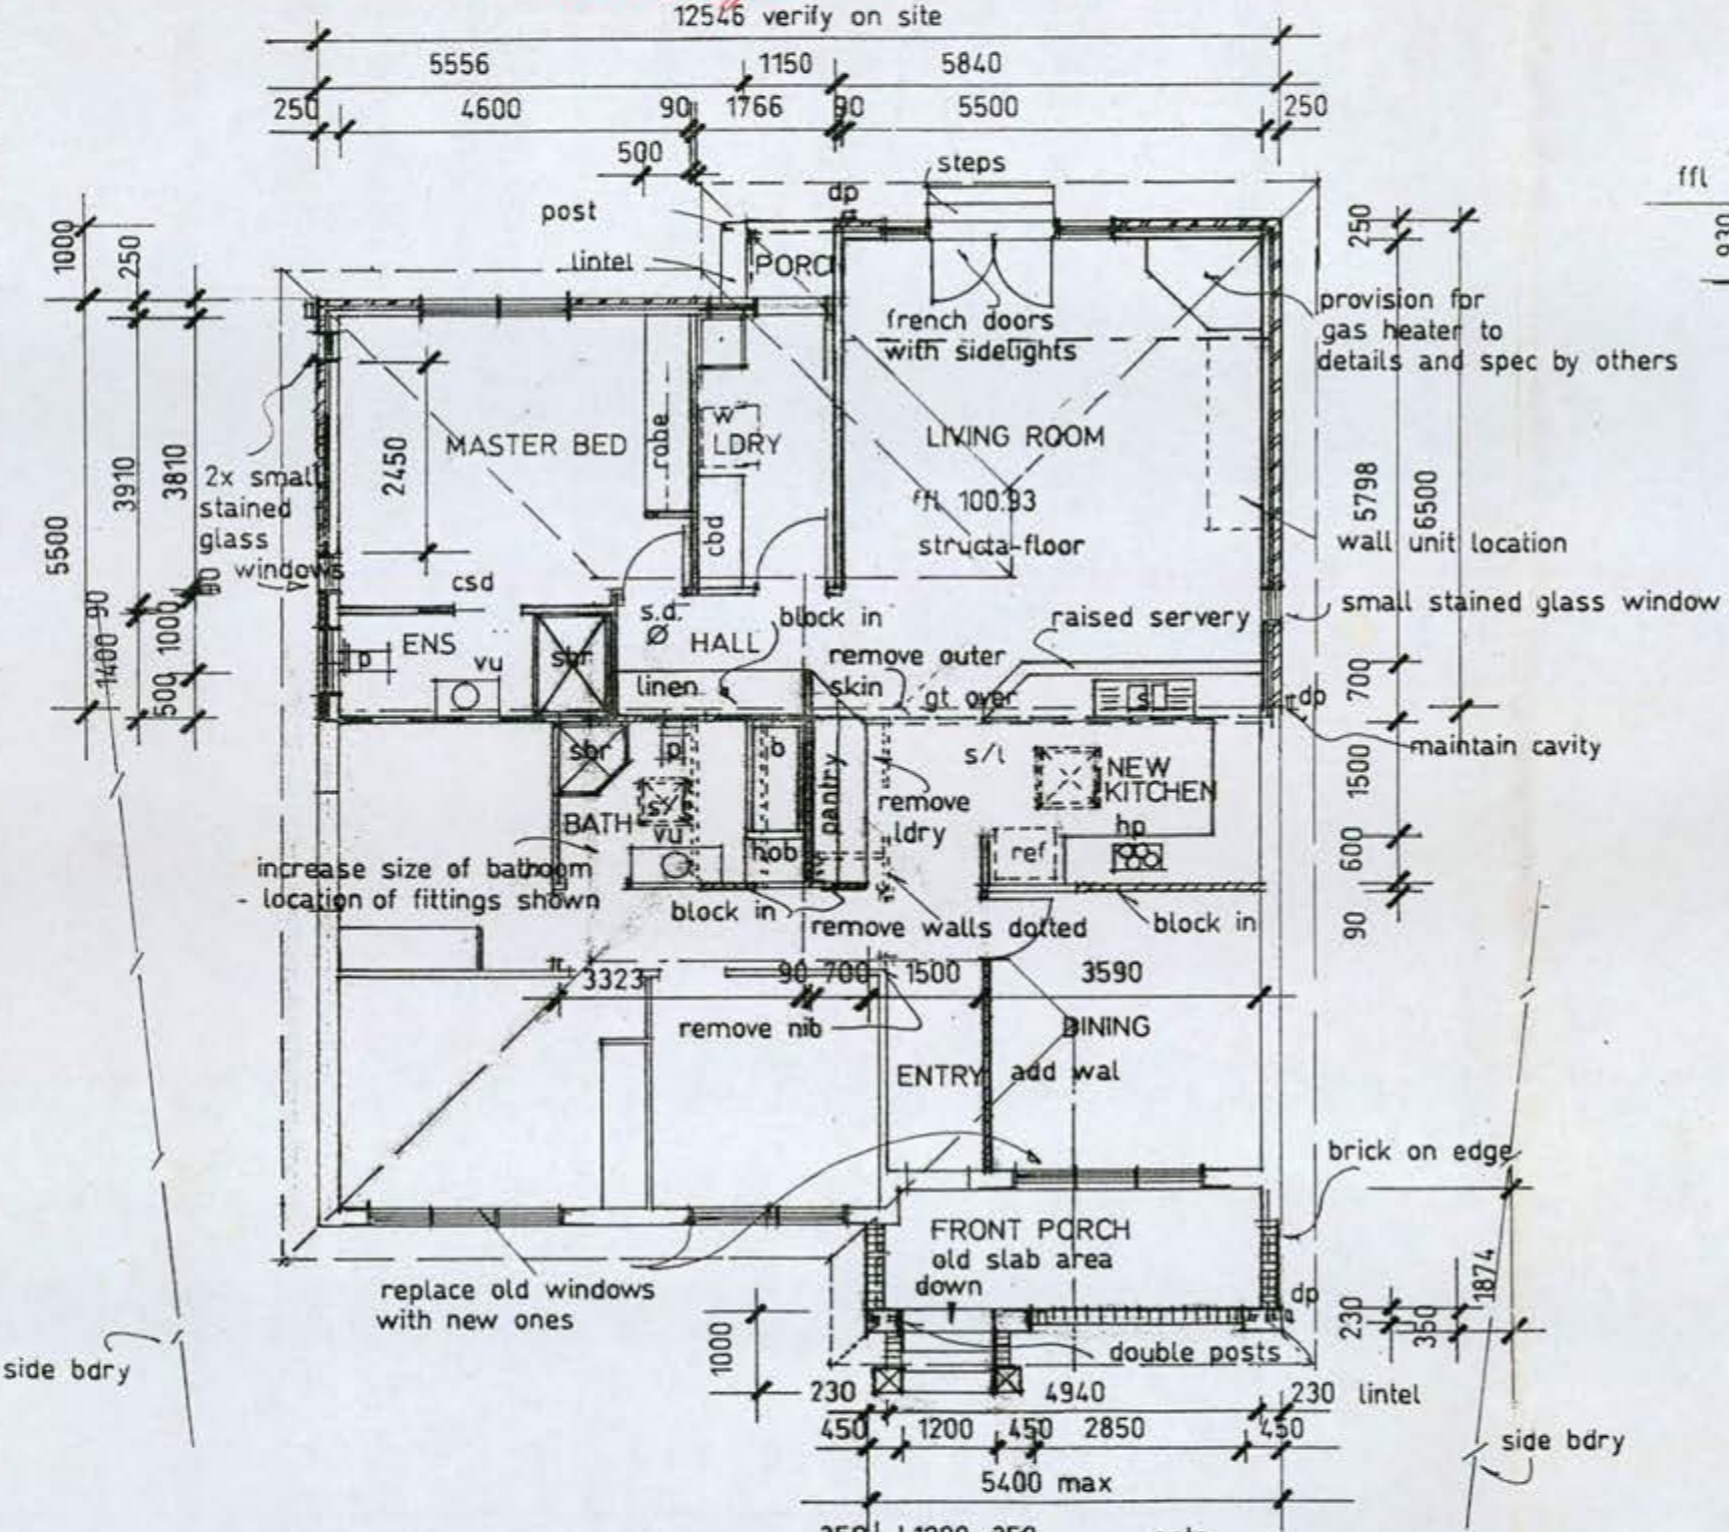 12546 verify on site
5556 1150 5840
250 4600 90 1766 90 5500 250
500
steps
dp
post
lintel
PORCH
ffl
1000
250
250
french doors
with sidelights
provision for
gas heater to
details and spec by others
MASTER BED
robe
w
LDRY
cbd
LIVING ROOM
ffl 100.93
structa-floor
2450
2x small
stained
glass
windows
3910
3810
5500
90
90
1400
1000
500
5798
6500
wall unit location
small stained glass window
csd
ENS
p
vu
shr
s.d.
HALL
block in
linen
remove outer
skin
gt over
raised servery
s
dp
700
maintain cavity
shr
p
b
BATH
vu
hob
pantry
s/l
NEW
KITCHEN
remove
ldry
ref
hp
1500
600
90
increase size of bathroom
- location of fittings shown
block in
remove walls dotted
block in
3323 90 700 1500 3590
remove nib
DINING
ENTRY
add wal
brick on edge
FRONT PORCH
old slab area
down
replace old windows
with new ones
dp
1874
230
350
1000
double posts
side bdry
230 4940 230 lintel
450 1200 450 2850 450
side bdry
5400 max